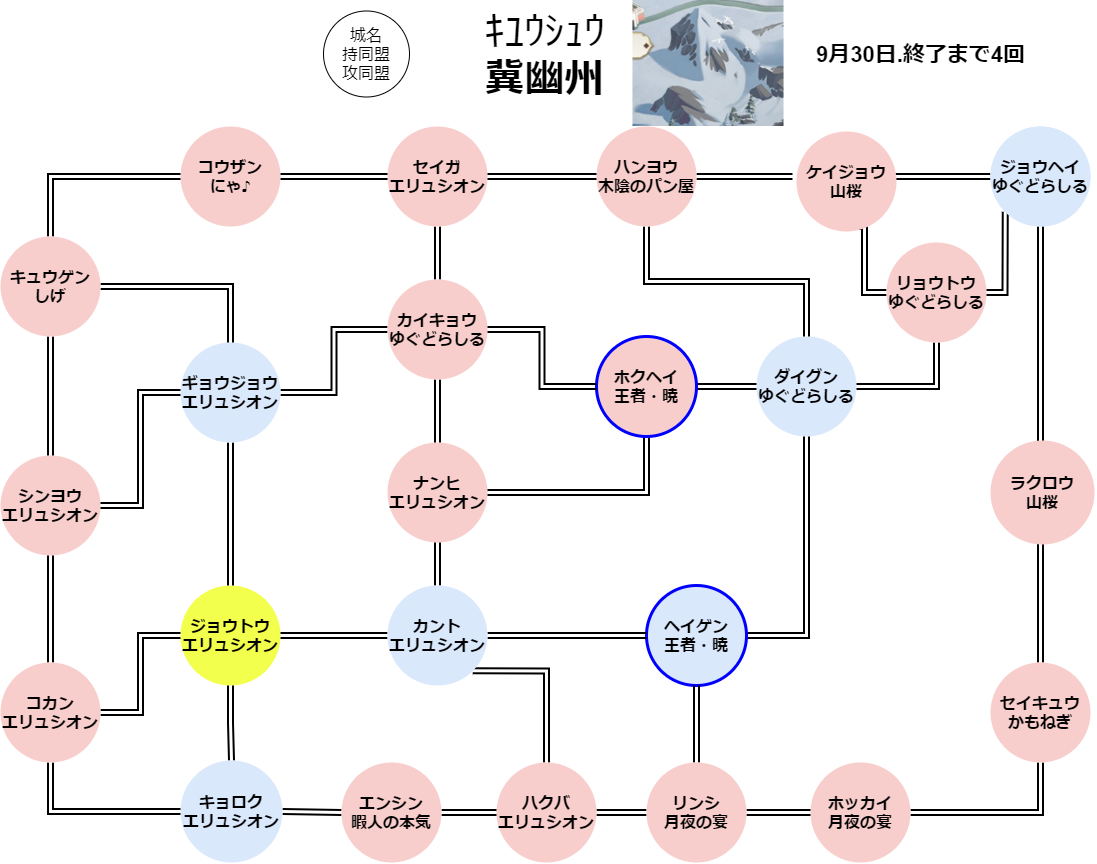 城名
持同盟
攻同盟
ｷﾕｳｼｭｳ
冀幽州
9月30日.終了まで4回
コウザン
にゃ♪
セイガ
エリュシオン
ハンヨウ
木陰のパン屋
ケイジョウ
山桜
ジョウヘイ
ゆぐどらしる
キュウゲン
しげ
リョウトウ
ゆぐどらしる
カイキョウ
ゆぐどらしる
ギョウジョウ
エリュシオン
ホクヘイ
王者・暁
ダイグン
ゆぐどらしる
シンヨウ
エリュシオン
ナンヒ
エリュシオン
ラクロウ
山桜
ジョウトウ
エリュシオン
カント
エリュシオン
ヘイゲン
王者・暁
コカン
エリュシオン
セイキュウ
かもねぎ
キョロク
エリュシオン
エンシン
暇人の本気
ハクバ
エリュシオン
リンシ
月夜の宴
ホッカイ
月夜の宴